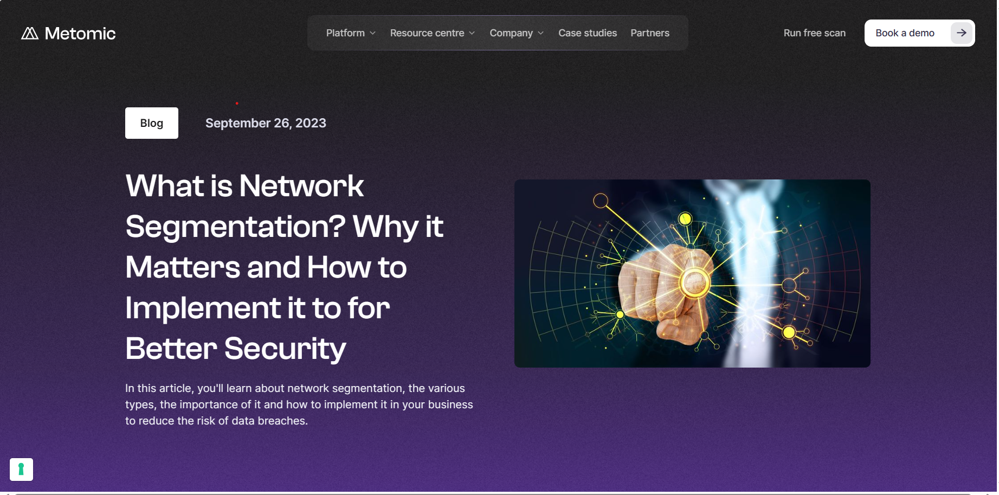 Metomic
Platform
Resource centre
Company
Case studies
Partners
Run free scan
Book a demo
Blog
September 26, 2023
What is Network
Segmentation? Why it
Matters and How to
Implement it to for
Better Security
In this article, you'll learn about network segmentation, the various
types, the importance of it and how to implement it in your business
to reduce the risk of data breaches.